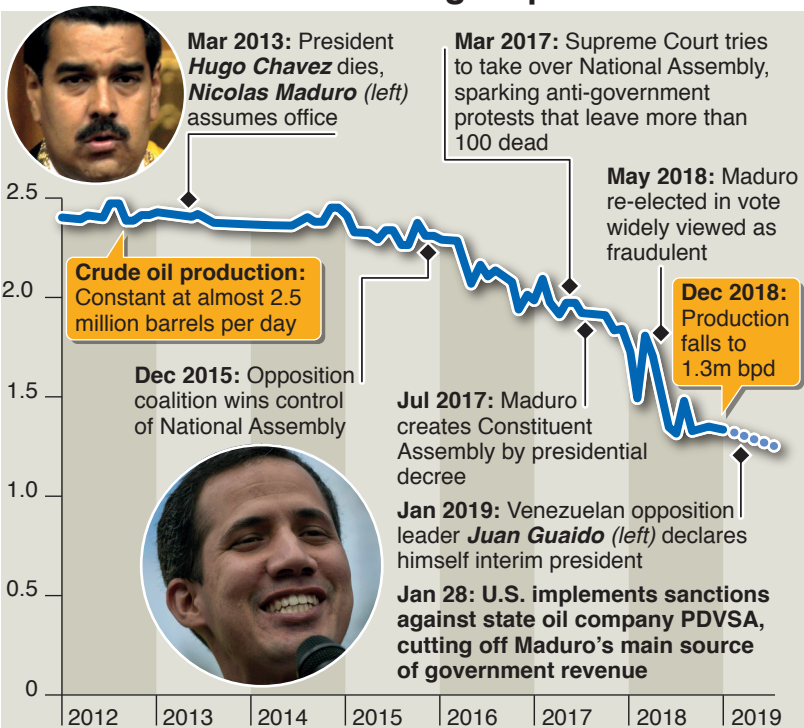 Mar 2013: President
Hugo Chavez dies,
Nicolas Maduro (left)
assumes office
Mar 2017: Supreme Court tries
to take over National Assembly,
sparking anti-government
protests that leave more than
100 dead
May 2018: Maduro
re-elected in vote
widely viewed as
fraudulent
2.5
Crude oil production:
Constant at almost 2.5
million barrels per day
Dec 2018:
Production
falls to
1.3m bpd
2.0
Dec 2015: Opposition
coalition wins control
of National Assembly
1.5
Jul 2017: Maduro
creates Constituent
Assembly by presidential
decree
1.0
Jan 2019: Venezuelan opposition
leader Juan Guaido (left) declares
himself interim president
0.5
Jan 28: U.S. implements sanctions
against state oil company PDVSA,
cutting off Maduro's main source
of government revenue
0
2012 2013 2014 2015 2016 2017 2018 2019